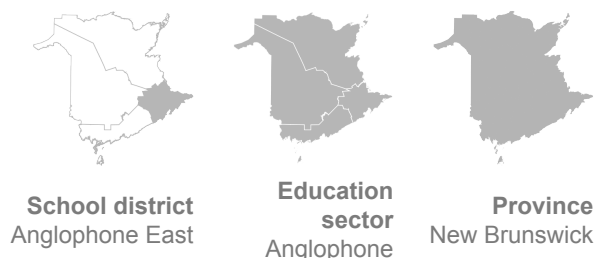 School district
Anglophone East
Education
sector
Anglophone
Province
New Brunswick